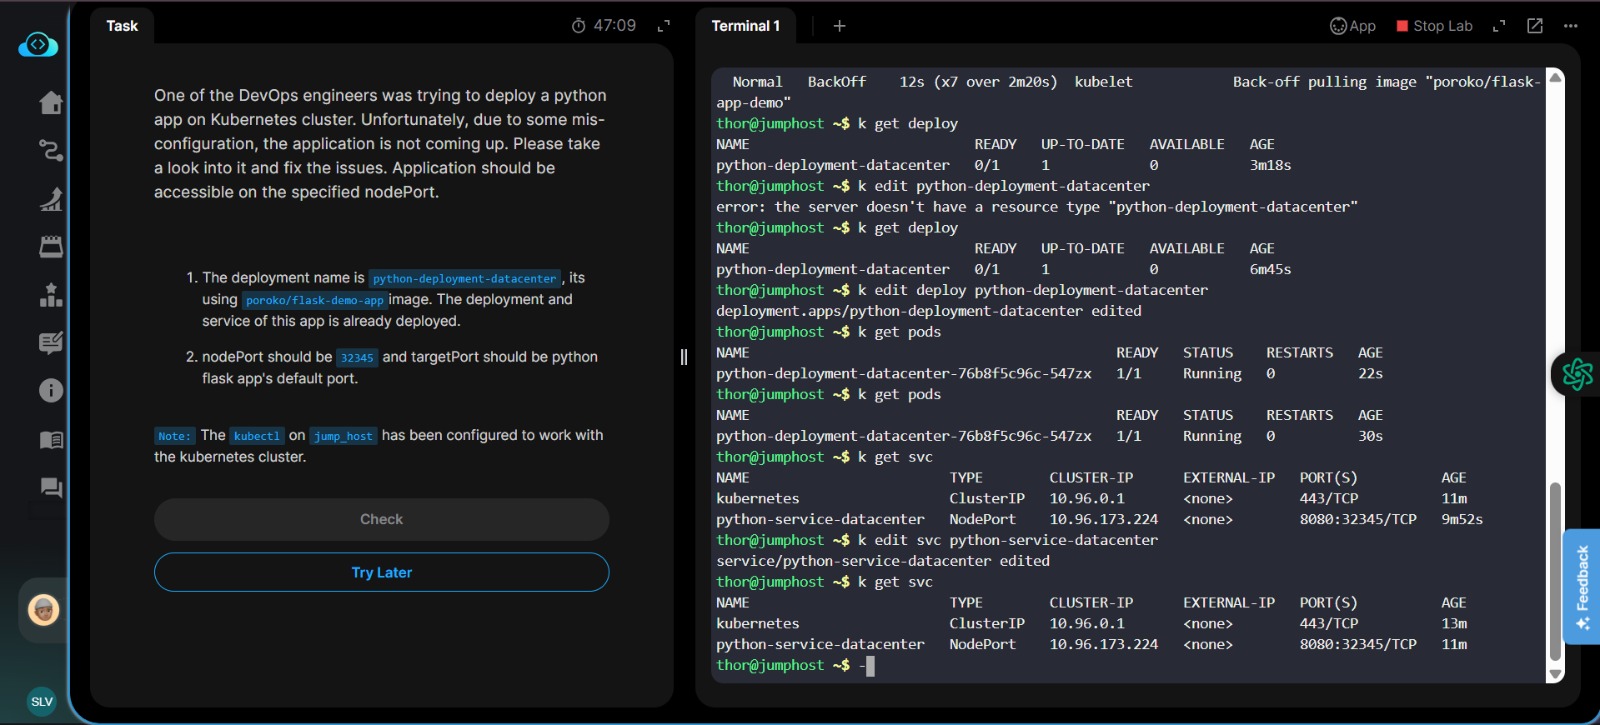 Task
47:09
One of the DevOps engineers was trying to deploy a python
app on Kubernetes cluster. Unfortunately, due to some mis-
configuration, the application is not coming up. Please take
a look into it and fix the issues. Application should be
accessible on the specified nodePort.
1. The deployment name is python-deployment-datacenter, its
using poroko/flask-demo-app image. The deployment and
service of this app is already deployed.
2. nodePort should be 32345 and targetPort should be python
flask app's default port.
Note: The kubectl on jump_host has been configured to work with
the kubernetes cluster.
Check
Try Later
SLV
Terminal 1
+
App
Stop Lab
Normal BackOff 12s (x7 over 2m20s) kubelet Back-off pulling image "poroko/flask-
app-demo"
thor@jumphost ~$ k get deploy
NAME READY UP-TO-DATE AVAILABLE AGE
python-deployment-datacenter 0/1 1 0 3m18s
thor@jumphost ~$ k edit python-deployment-datacenter
error: the server doesn't have a resource type "python-deployment-datacenter"
thor@jumphost ~$ k get deploy
NAME READY UP-TO-DATE AVAILABLE AGE
python-deployment-datacenter 0/1 1 0 6m45s
thor@jumphost ~$ k edit deploy python-deployment-datacenter
deployment.apps/python-deployment-datacenter edited
thor@jumphost ~$ k get pods
NAME READY STATUS RESTARTS AGE
python-deployment-datacenter-76b8f5c96c-547zx 1/1 Running 0 22s
thor@jumphost ~$ k get pods
NAME READY STATUS RESTARTS AGE
python-deployment-datacenter-76b8f5c96c-547zx 1/1 Running 0 30s
thor@jumphost ~$ k get svc
NAME TYPE CLUSTER-IP EXTERNAL-IP PORT(S) AGE
kubernetes ClusterIP 10.96.0.1 <none> 443/TCP 11m
python-service-datacenter NodePort 10.96.173.224 <none> 8080:32345/TCP 9m52s
thor@jumphost ~$ k edit svc python-service-datacenter
service/python-service-datacenter edited
thor@jumphost ~$ k get svc
NAME TYPE CLUSTER-IP EXTERNAL-IP PORT(S) AGE
kubernetes ClusterIP 10.96.0.1 <none> 443/TCP 13m
python-service-datacenter NodePort 10.96.173.224 <none> 8080:32345/TCP 11m
thor@jumphost ~$ -
Feedback